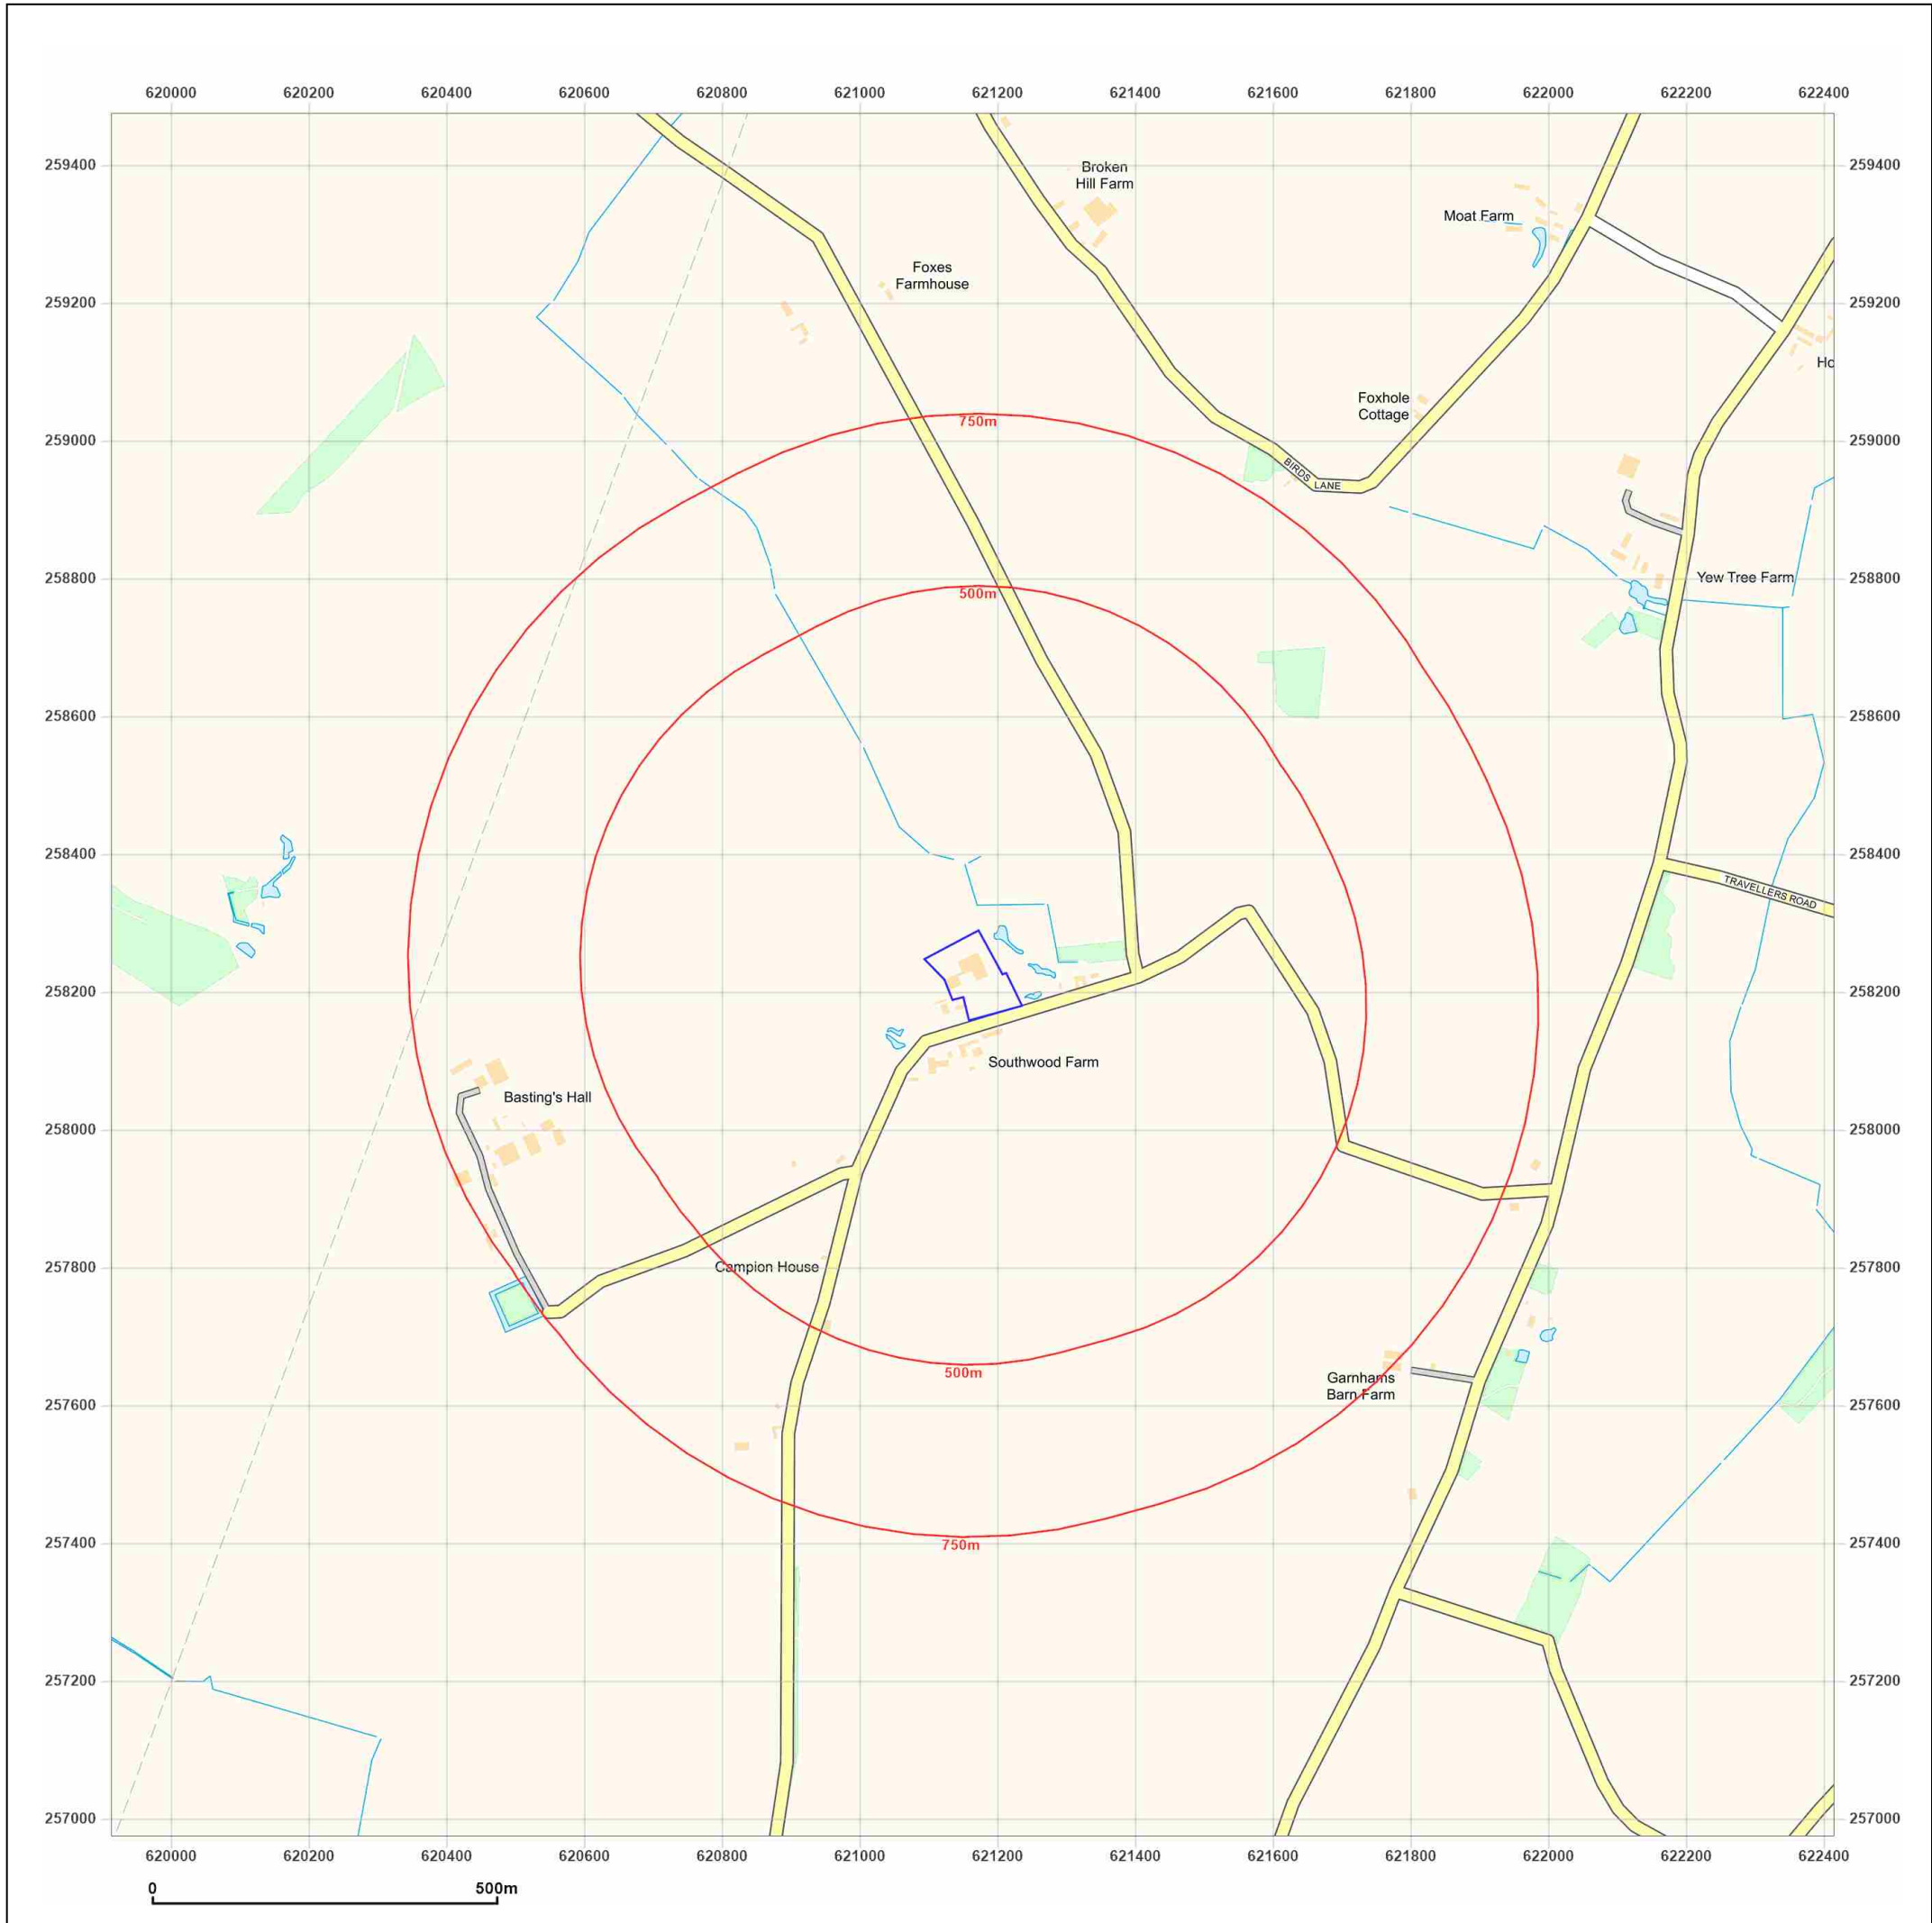 620000 620200 620400 620600 620800 621000 621200 621400 621600 621800 622000 622200 622400
259400 259400
Broken
Hill Farm
Moat Farm
Foxes
Farmhouse
259200 259200
Ho
Foxhole
Cottage
259000 259000
750m
BIRDS LANE
258800 258800
Yew Tree Farm
500m
258600 258600
258400 258400
TRAVELLERS ROAD
258200 258200
Southwood Farm
Basting's Hall
258000 258000
257800 257800
Campion House
500m
Garnhams
Barn Farm
257600 257600
257400 257400
750m
257200 257200
257000 257000
620000 620200 620400 620600 620800 621000 621200 621400 621600 621800 622000 622200 622400
0 500m